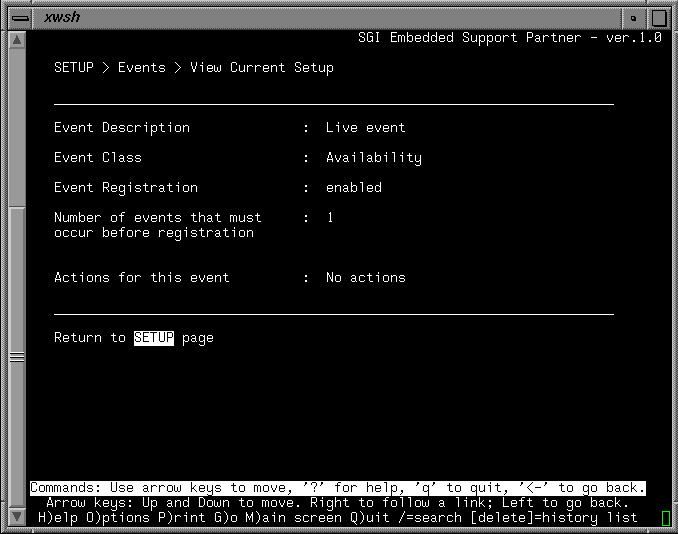 xwsh
SGI Embedded Support Partner - ver.1.0
SETUP > Events > View Current Setup
Event Description : Live event
Event Class : Availability
Event Registration : enabled
Number of events that must : 1
occur before registration
Actions for this event : No actions
Return to SETUP page
Commands: Use arrow keys to move, '?' for help, 'q' to quit, '<-' to go back.
Arrow keys: Up and Down to move. Right to follow a link; Left to go back.
H)elp O)ptions P)rint G)o M)ain screen Q)uit /=search [delete]=history list